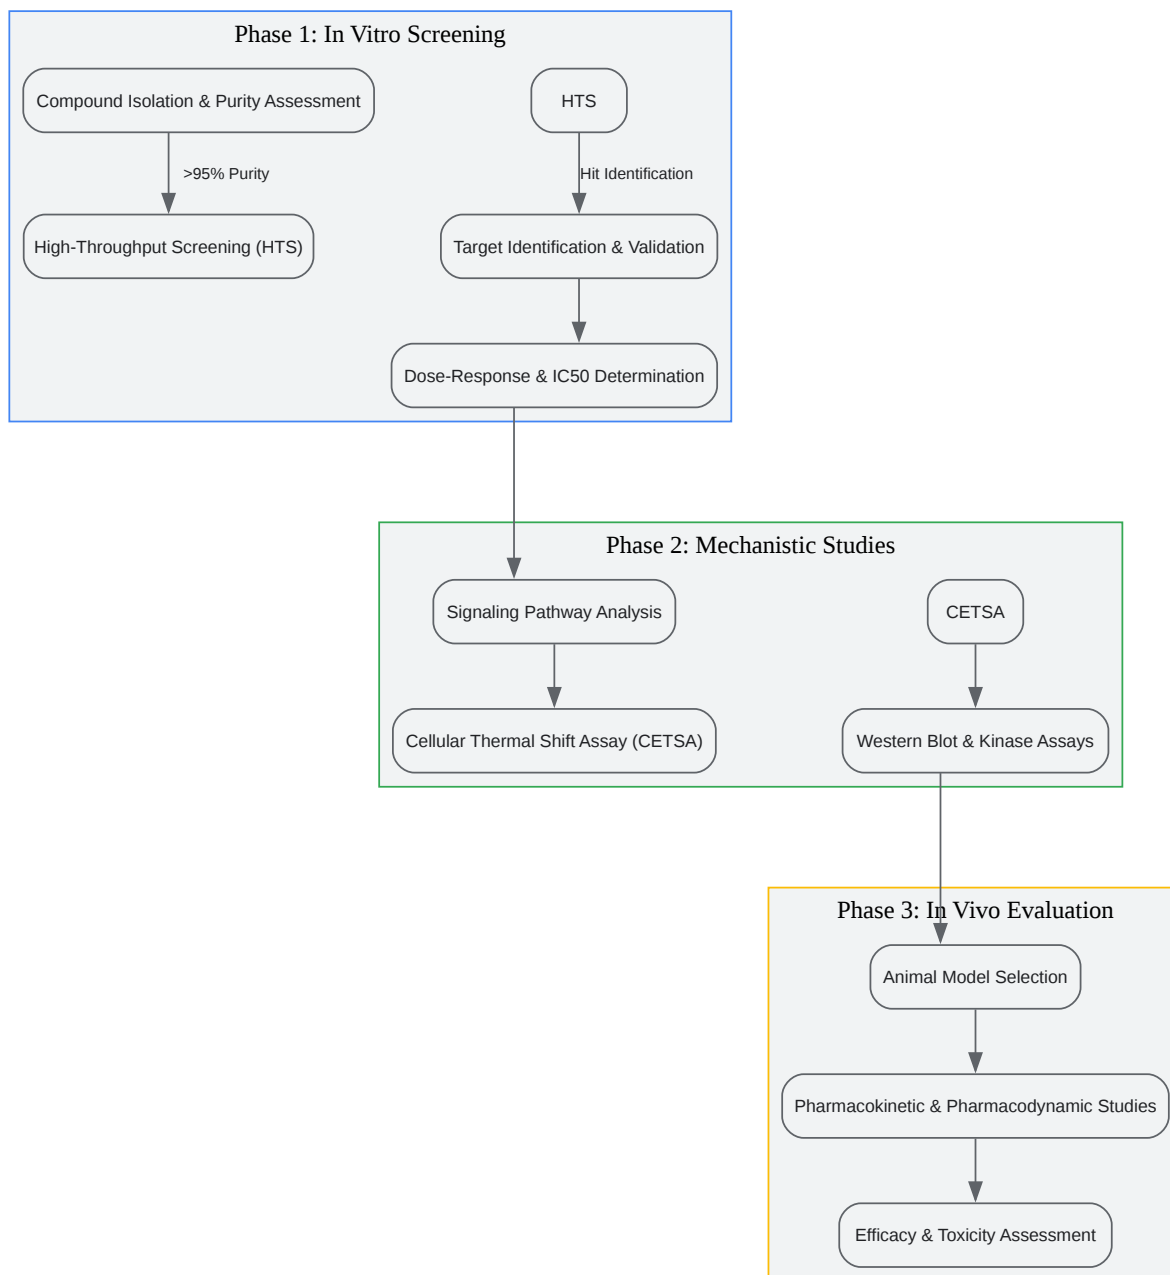 Phase 1: In Vitro Screening
Compound Isolation & Purity Assessment
HTS
>95% Purity
Hit Identification
High-Throughput Screening (HTS)
Target Identification & Validation
Dose-Response & IC50 Determination
Phase 2: Mechanistic Studies
Signaling Pathway Analysis
CETSA
Cellular Thermal Shift Assay (CETSA)
Western Blot & Kinase Assays
Phase 3: In Vivo Evaluation
Animal Model Selection
Pharmacokinetic & Pharmacodynamic Studies
Efficacy & Toxicity Assessment